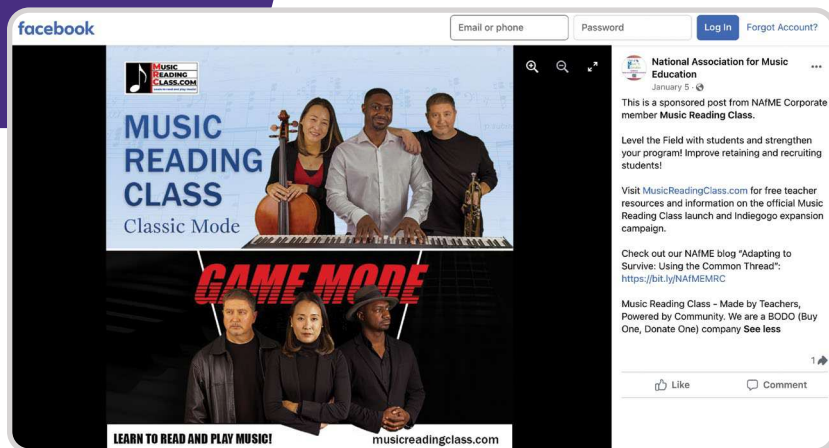 facebook
Email or phone
Password
Log In
Forgot Account?
MUSIC
READING
CLASS.COM
MUSIC
READING
CLASS
Classic Mode
GAME MODE
LEARN TO READ AND PLAY MUSIC!
musicreadingclass.com
National Association for Music
Education
January 5 ·
This is a sponsored post from NAfME Corporate
member Music Reading Class.
Level the Field with students and strengthen
your program! Improve retaining and recruiting
students!
Visit MusicReadingClass.com for free teacher
resources and information on the official Music
Reading Class launch and Indiegogo expansion
campaign.
Check out our NAfME blog “Adapting to
Survive: Using the Common Thread”:
https://bit.ly/NAfMEMRC
Music Reading Class - Made by Teachers,
Powered by Community. We are a BODO (Buy
One, Donate One) company See less
1
Like
Comment